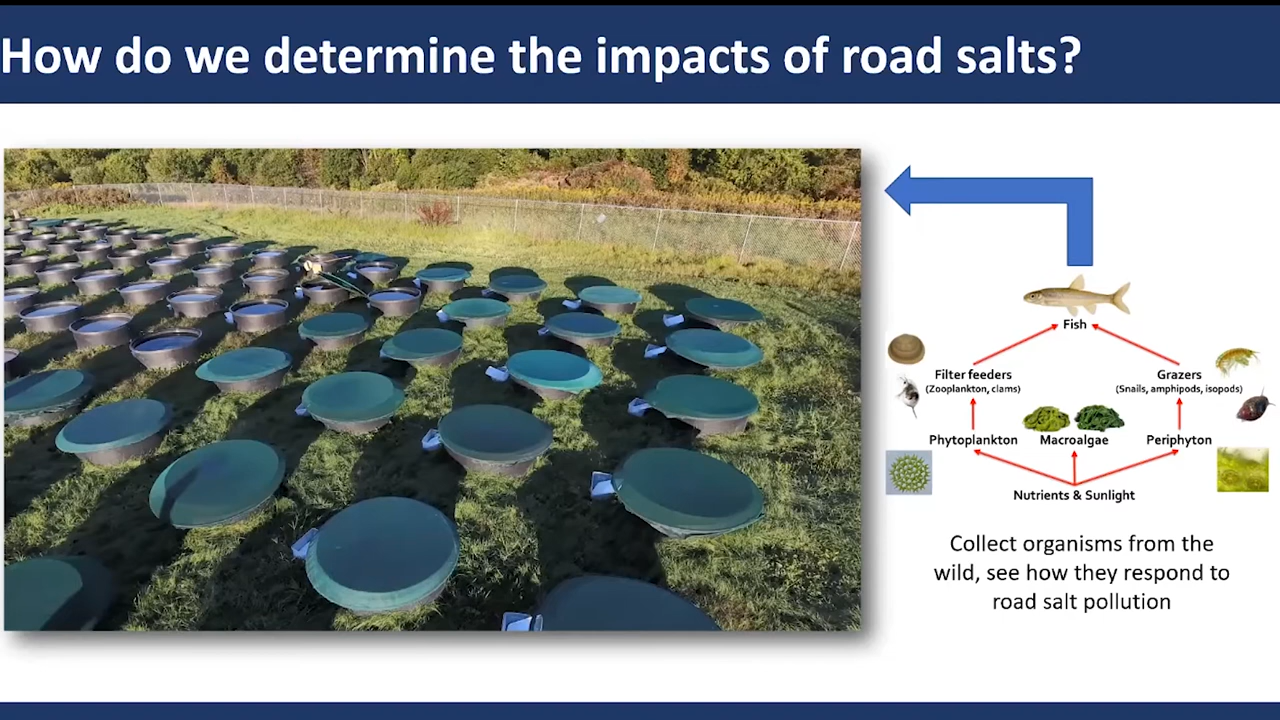 How do we determine the impacts of road salts?
Fish
Filter feeders
(Zooplankton, clams)
Grazers
(Snails, amphipods, isopods)
Phytoplankton
Macroalgae
Periphyton
Nutrients & Sunlight
Collect organisms from the
wild, see how they respond to
road salt pollution